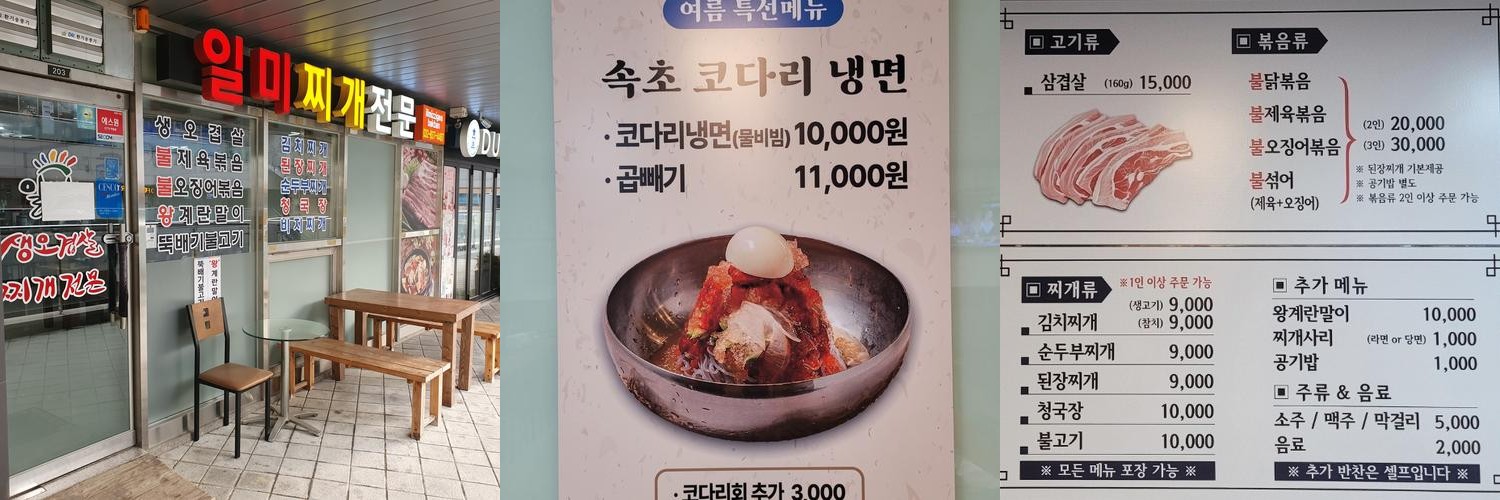 203
일미찌개전문
에스원
SECOM
CESCO
생오겹살
불제육볶음
불오징어볶음
왕계란말이
뚝배기불고기
김치찌개
된장찌개
순두부찌개
청국장
비지찌개
생오겹살
찌개전문
여름 특선메뉴
속초 코다리 냉면
· 코다리냉면(물비빔) 10,000원
· 곱빼기 11,000원
· 코다리회 추가 3,000
고기류
삼겹살 (160g) 15,000
볶음류
불닭볶음
불제육볶음
불오징어볶음
불섞어
(제육+오징어)
(2인) 20,000
(3인) 30,000
※ 된장찌개 기본제공
※ 공기밥 별도
※ 볶음류 2인 이상 주문 가능
찌개류 ※1인 이상 주문 가능
김치찌개 (생고기) 9,000
(참치) 9,000
순두부찌개 9,000
된장찌개 9,000
청국장 10,000
불고기 10,000
※ 모든 메뉴 포장 가능 ※
추가 메뉴
왕계란말이 10,000
찌개사리 (라면 or 당면) 1,000
공기밥 1,000
주류 & 음료
소주 / 맥주 / 막걸리 5,000
음료 2,000
※ 추가 반찬은 셀프입니다 ※